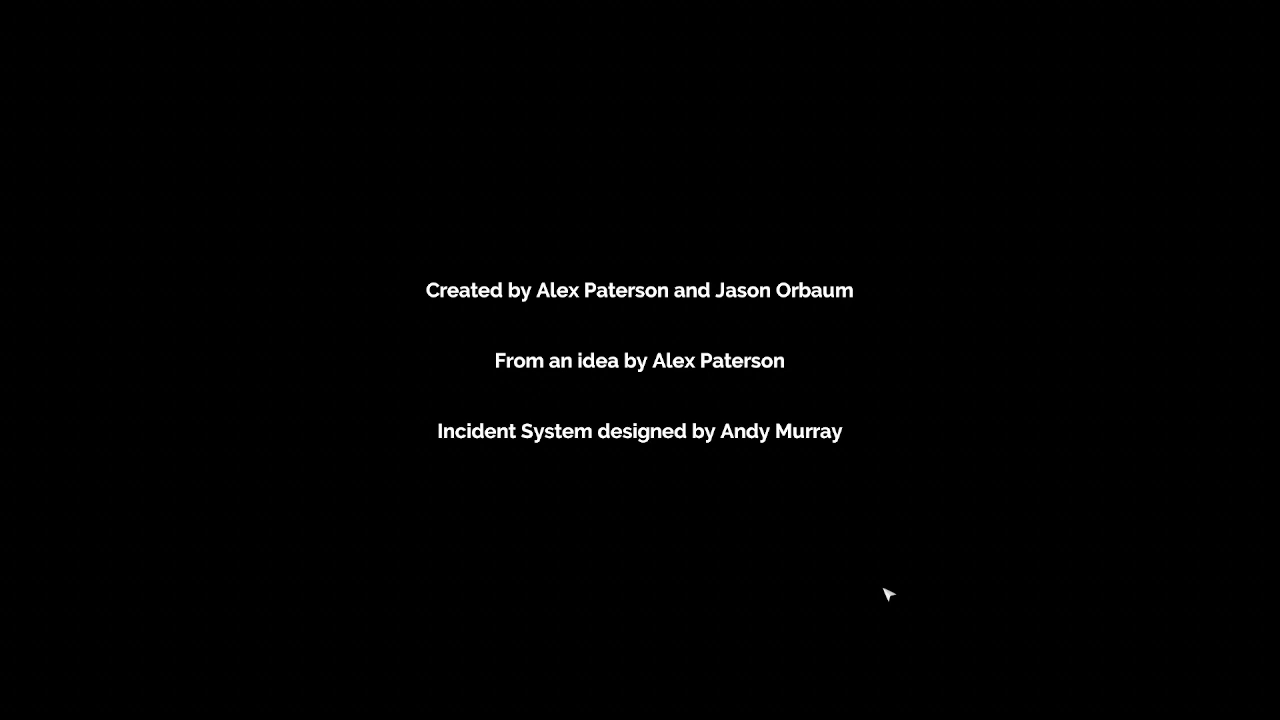 Created by Alex Paterson and Jason Orbaum
From an idea by Alex Paterson
Incident System designed by Andy Murray